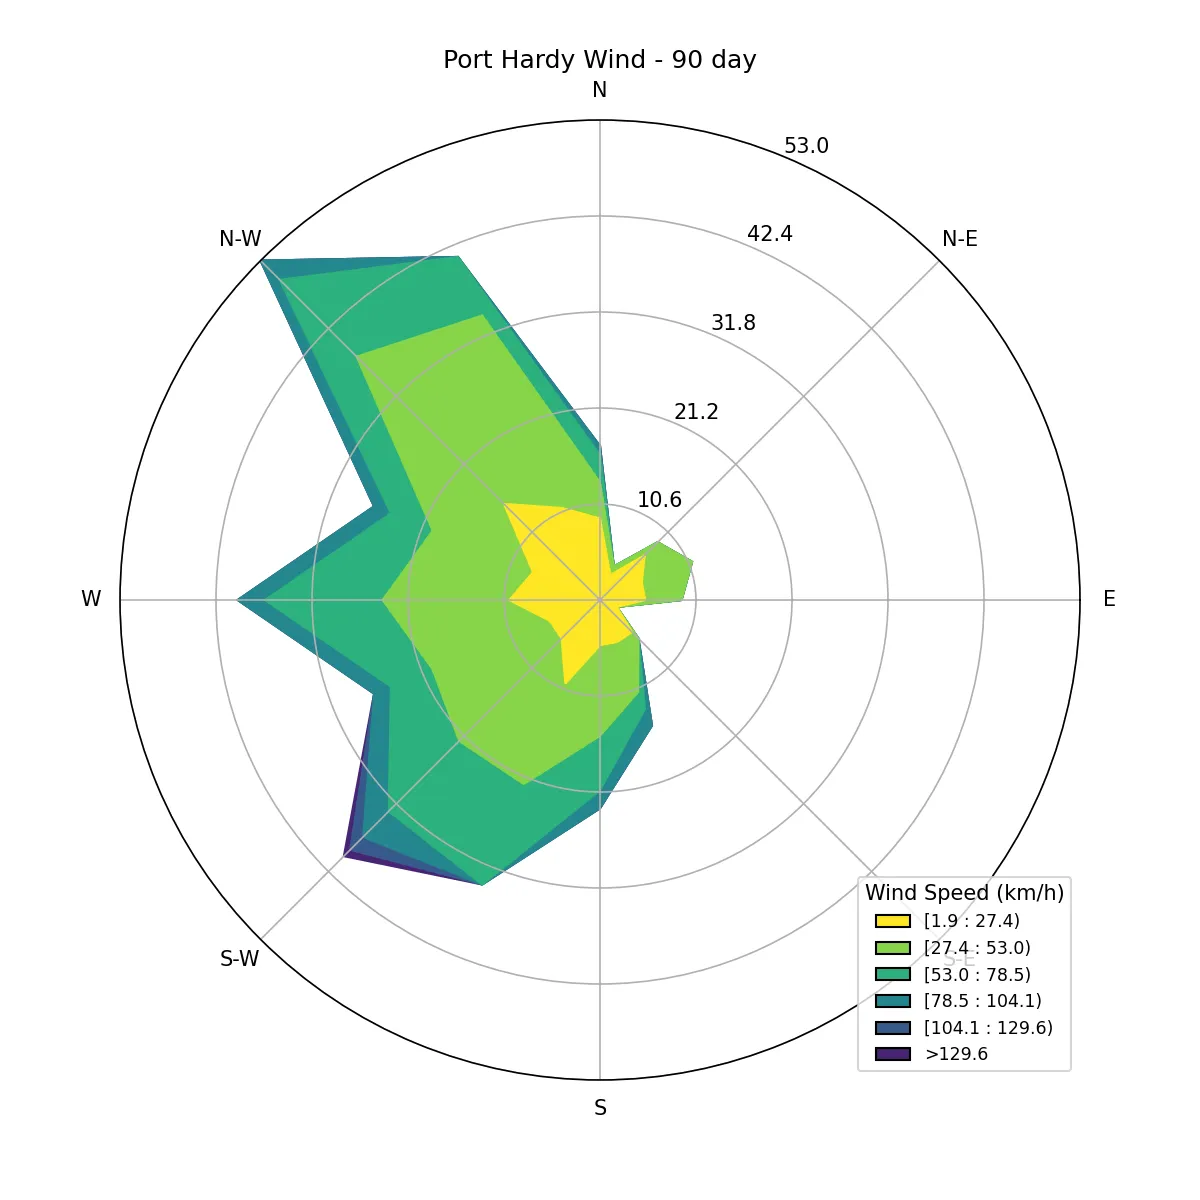 Port Hardy Wind - 90 day
N
53.0
N-W
42.4
N-E
31.8
21.2
10.6
W
E
S-W
S-E
S
Wind Speed (km/h)
[1.9 : 27.4)
[27.4 : 53.0)
[53.0 : 78.5)
[78.5 : 104.1)
[104.1 : 129.6)
>129.6